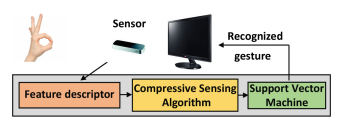 Sensor
Recognized
gesture
Feature descriptor
Compressive Sensing
Algorithm
Support Vector
Machine